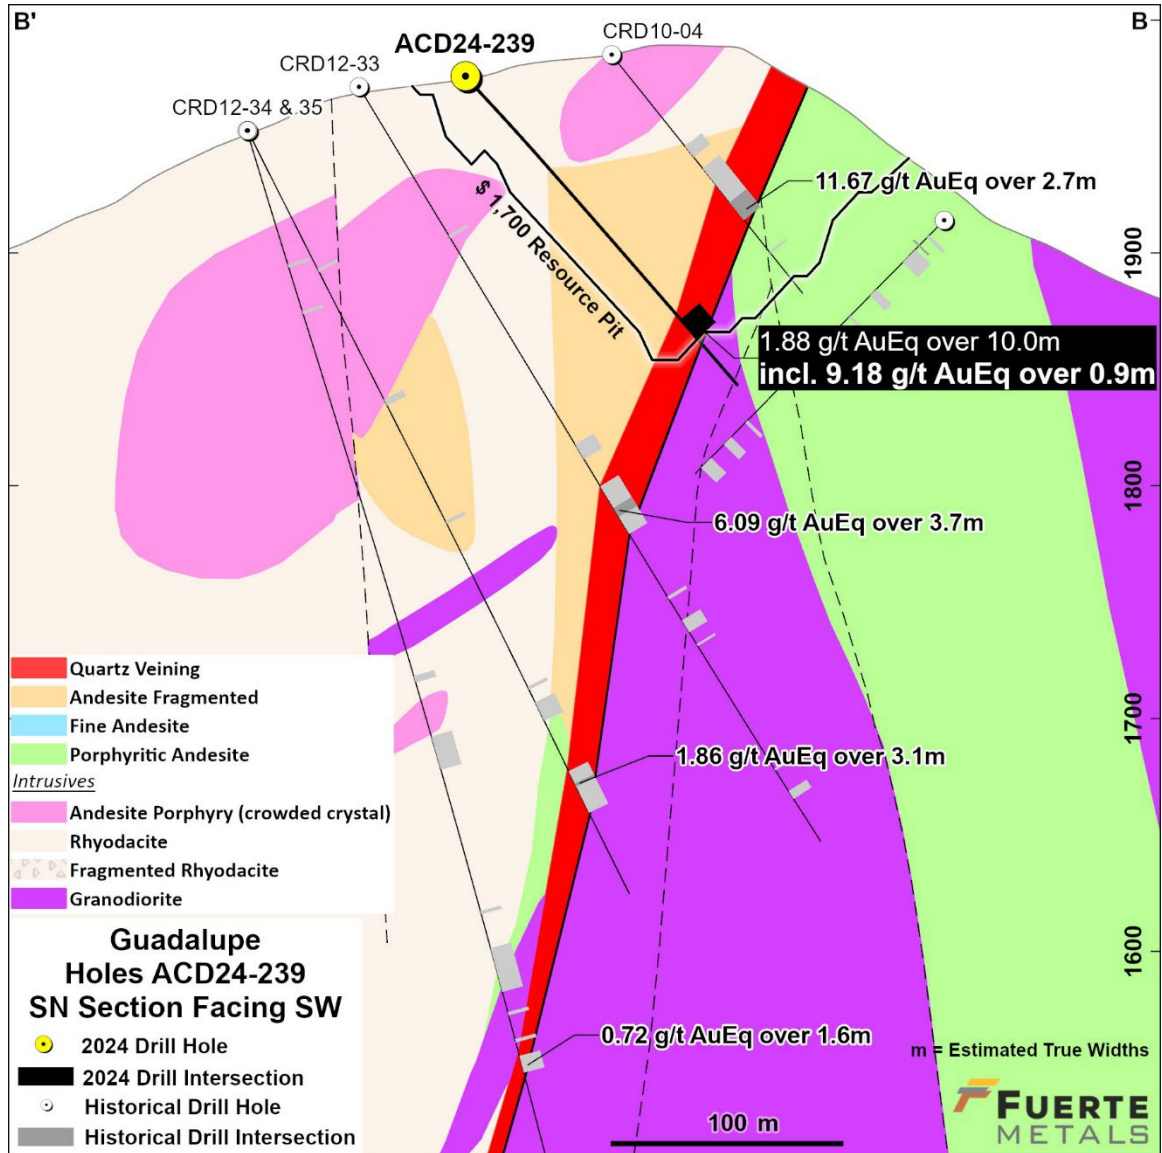 B'
B
CRD10-04
ACD24-239
CRD12-33
CRD12-34 & 35
11.67 g/t AuEq over 2.7m
$ 1,700 Resource Pit
1900
1.88 g/t AuEq over 10.0m
incl. 9.18 g/t AuEq over 0.9m
1800
6.09 g/t AuEq over 3.7m
1700
1.86 g/t AuEq over 3.1m
1600
0.72 g/t AuEq over 1.6m
Quartz Veining
Andesite Fragmented
Fine Andesite
Porphyritic Andesite
Intrusives
Andesite Porphyry (crowded crystal)
Rhyodacite
Fragmented Rhyodacite
Granodiorite
Guadalupe
Holes ACD24-239
SN Section Facing SW
2024 Drill Hole
2024 Drill Intersection
Historical Drill Hole
Historical Drill Intersection
m = Estimated True Widths
100 m
FUERTE
METALS